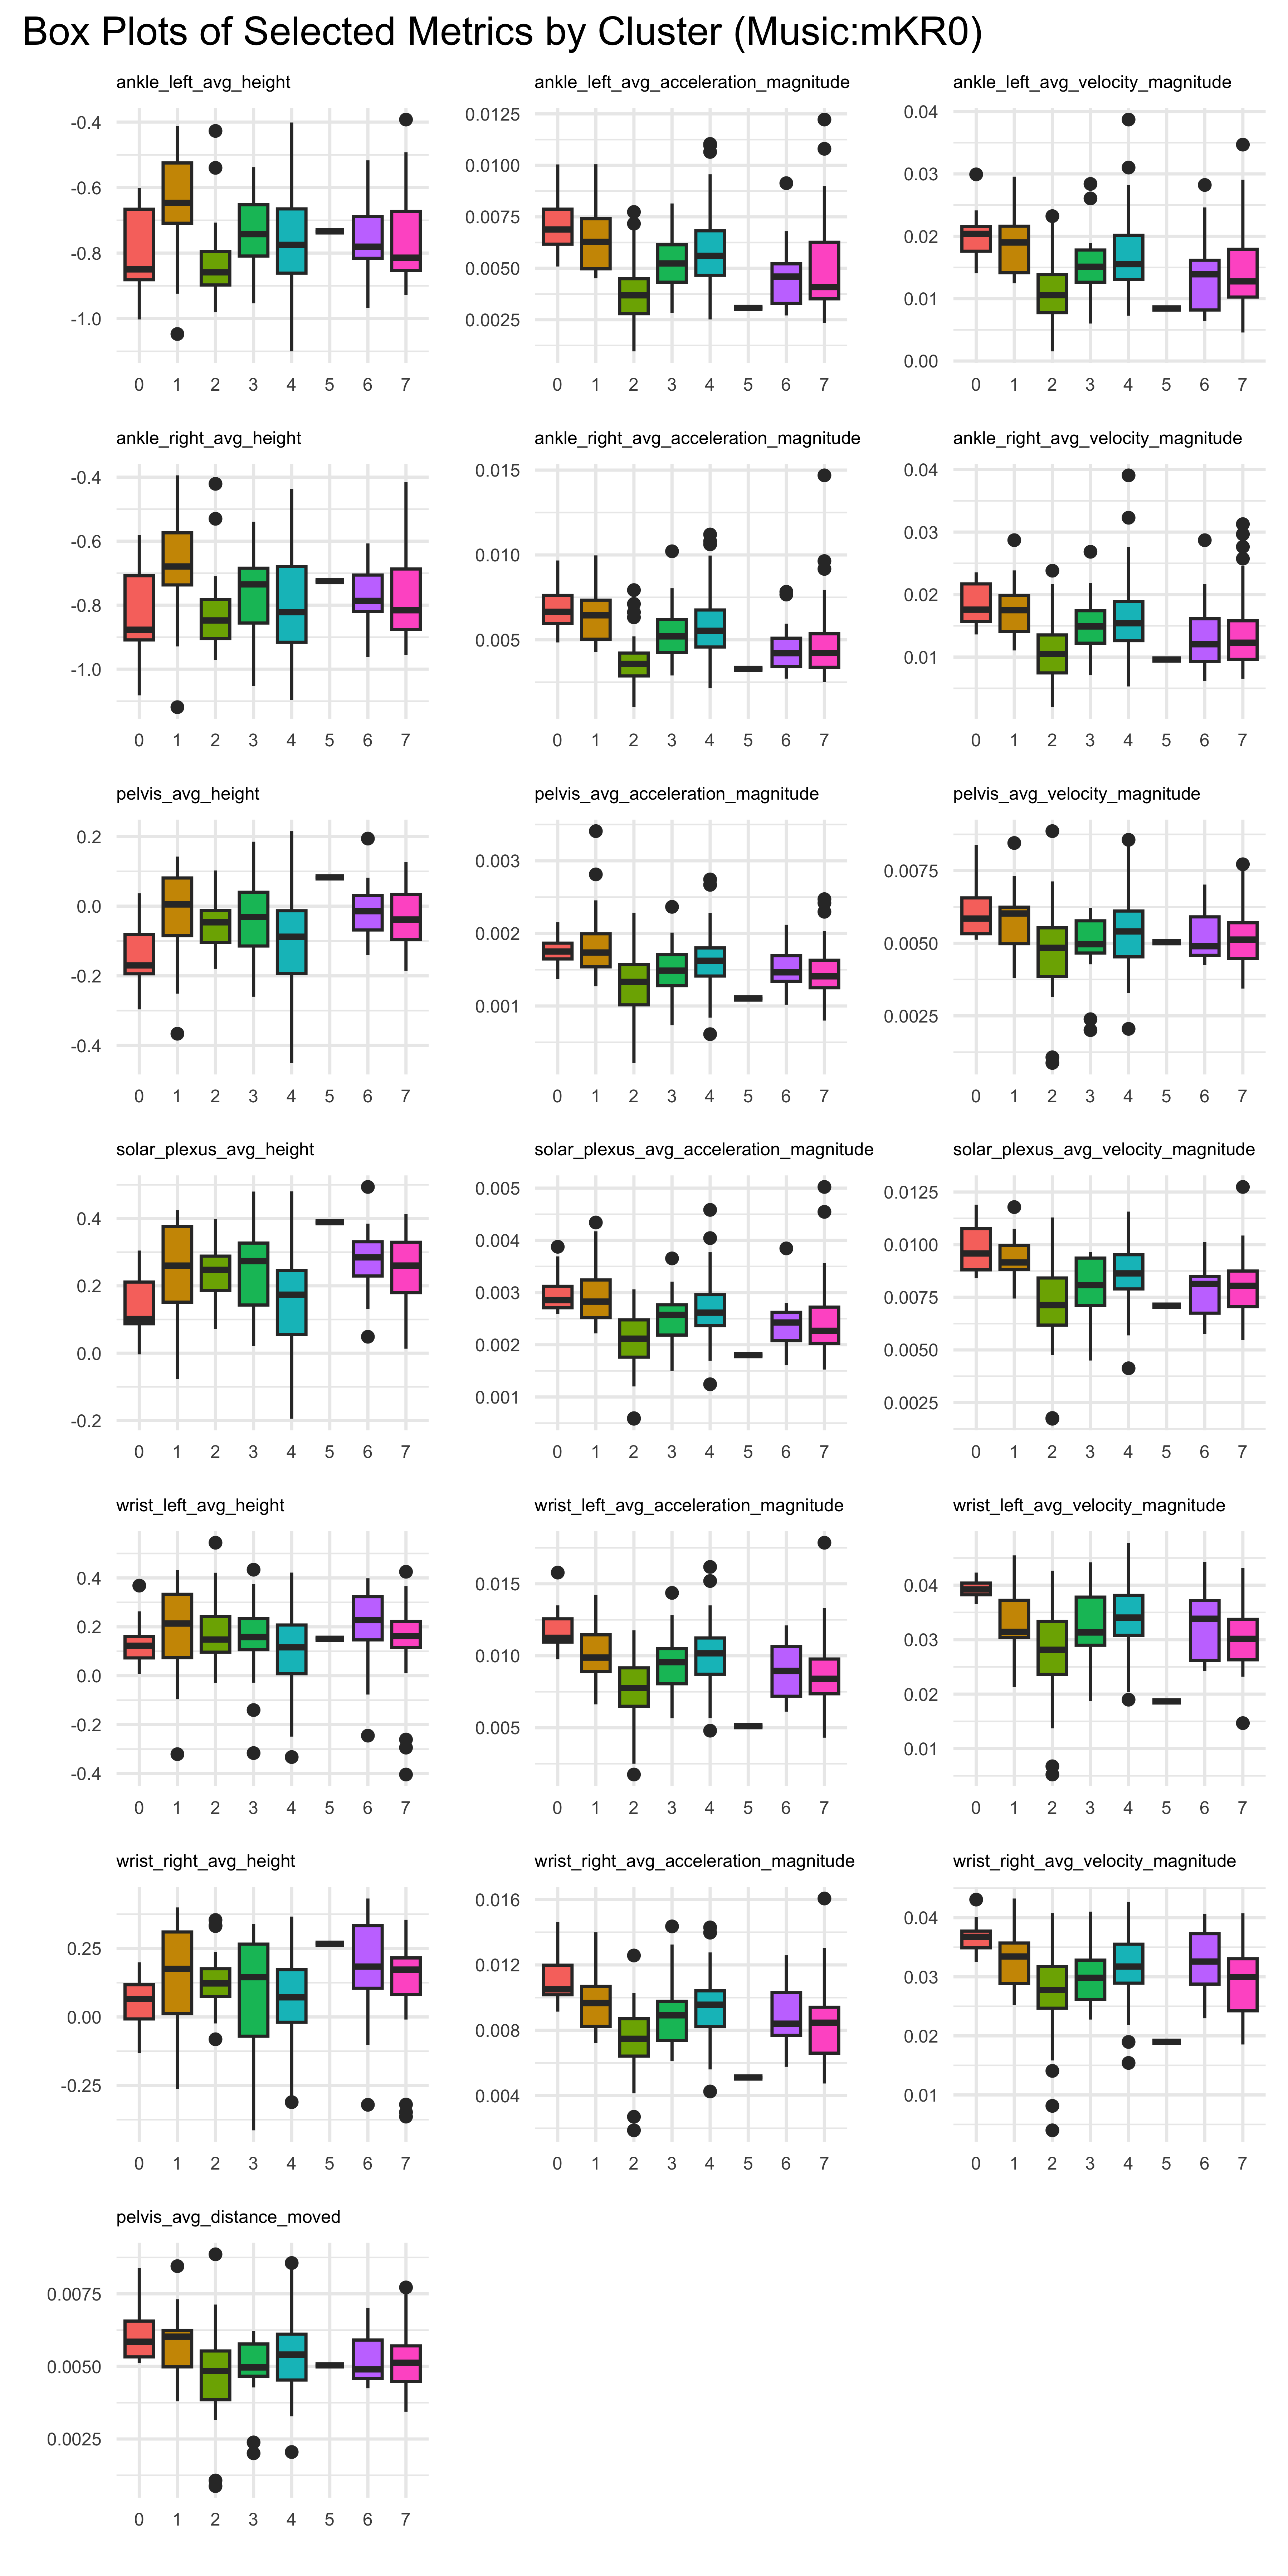 Box Plots of Selected Metrics by Cluster (Music:mKR0)
ankle_left_avg_height
-0.4
-0.6
-0.8
-1.0
0 1 2 3 4 5 6 7
ankle_left_avg_acceleration_magnitude
0.0125
0.0100
0.0075
0.0050
0.0025
0 1 2 3 4 5 6 7
ankle_left_avg_velocity_magnitude
0.04
0.03
0.02
0.01
0.00
0 1 2 3 4 5 6 7
ankle_right_avg_height
-0.4
-0.6
-0.8
-1.0
0 1 2 3 4 5 6 7
ankle_right_avg_acceleration_magnitude
0.015
0.010
0.005
0 1 2 3 4 5 6 7
ankle_right_avg_velocity_magnitude
0.04
0.03
0.02
0.01
0 1 2 3 4 5 6 7
pelvis_avg_height
0.2
0.0
-0.2
-0.4
0 1 2 3 4 5 6 7
pelvis_avg_acceleration_magnitude
0.003
0.002
0.001
0 1 2 3 4 5 6 7
pelvis_avg_velocity_magnitude
0.0075
0.0050
0.0025
0 1 2 3 4 5 6 7
solar_plexus_avg_height
0.4
0.2
0.0
-0.2
0 1 2 3 4 5 6 7
solar_plexus_avg_acceleration_magnitude
0.005
0.004
0.003
0.002
0.001
0 1 2 3 4 5 6 7
solar_plexus_avg_velocity_magnitude
0.0125
0.0100
0.0075
0.0050
0.0025
0 1 2 3 4 5 6 7
wrist_left_avg_height
0.4
0.2
0.0
-0.2
-0.4
0 1 2 3 4 5 6 7
wrist_left_avg_acceleration_magnitude
0.015
0.010
0.005
0 1 2 3 4 5 6 7
wrist_left_avg_velocity_magnitude
0.04
0.03
0.02
0.01
0 1 2 3 4 5 6 7
wrist_right_avg_height
0.25
0.00
-0.25
0 1 2 3 4 5 6 7
wrist_right_avg_acceleration_magnitude
0.016
0.012
0.008
0.004
0 1 2 3 4 5 6 7
wrist_right_avg_velocity_magnitude
0.04
0.03
0.02
0.01
0 1 2 3 4 5 6 7
pelvis_avg_distance_moved
0.0075
0.0050
0.0025
0 1 2 3 4 5 6 7